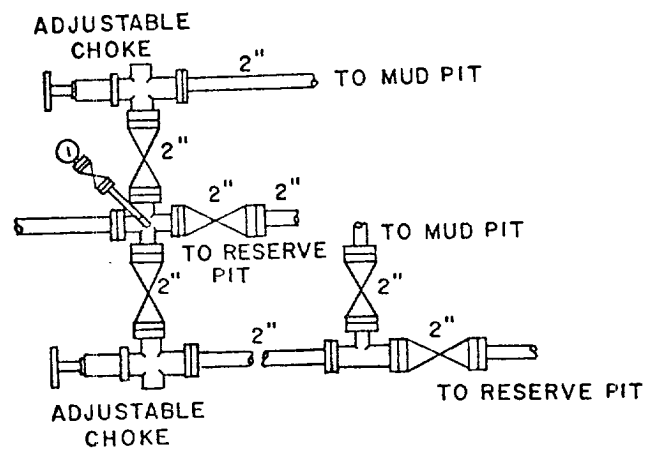 ADJUSTABLE
CHOKE
2"
TO MUD PIT
2"
1
2"
2"
TO RESERVE
PIT
TO MUD PIT
2"
2"
2"
2"
TO RESERVE PIT
ADJUSTABLE
CHOKE